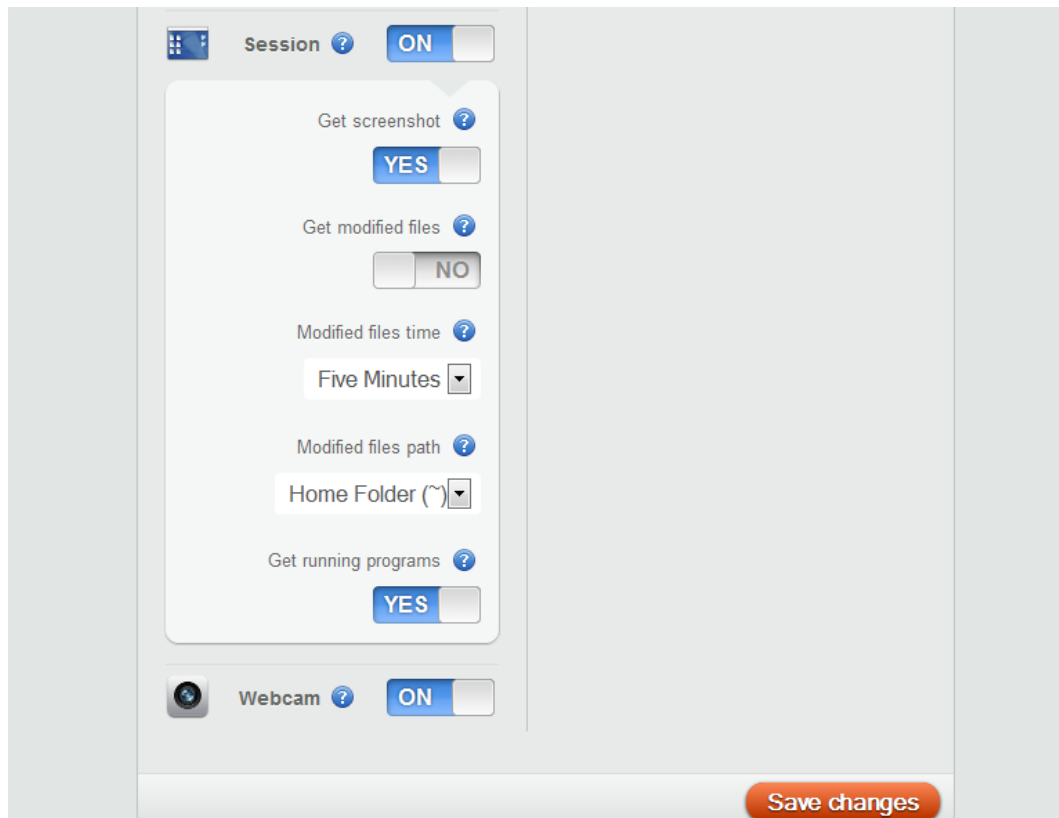 Session ? ON
Get screenshot ?
YES
Get modified files ?
NO
Modified files time ?
Five Minutes
Modified files path ?
Home Folder (~)
Get running programs ?
YES
Webcam ? ON
Save changes